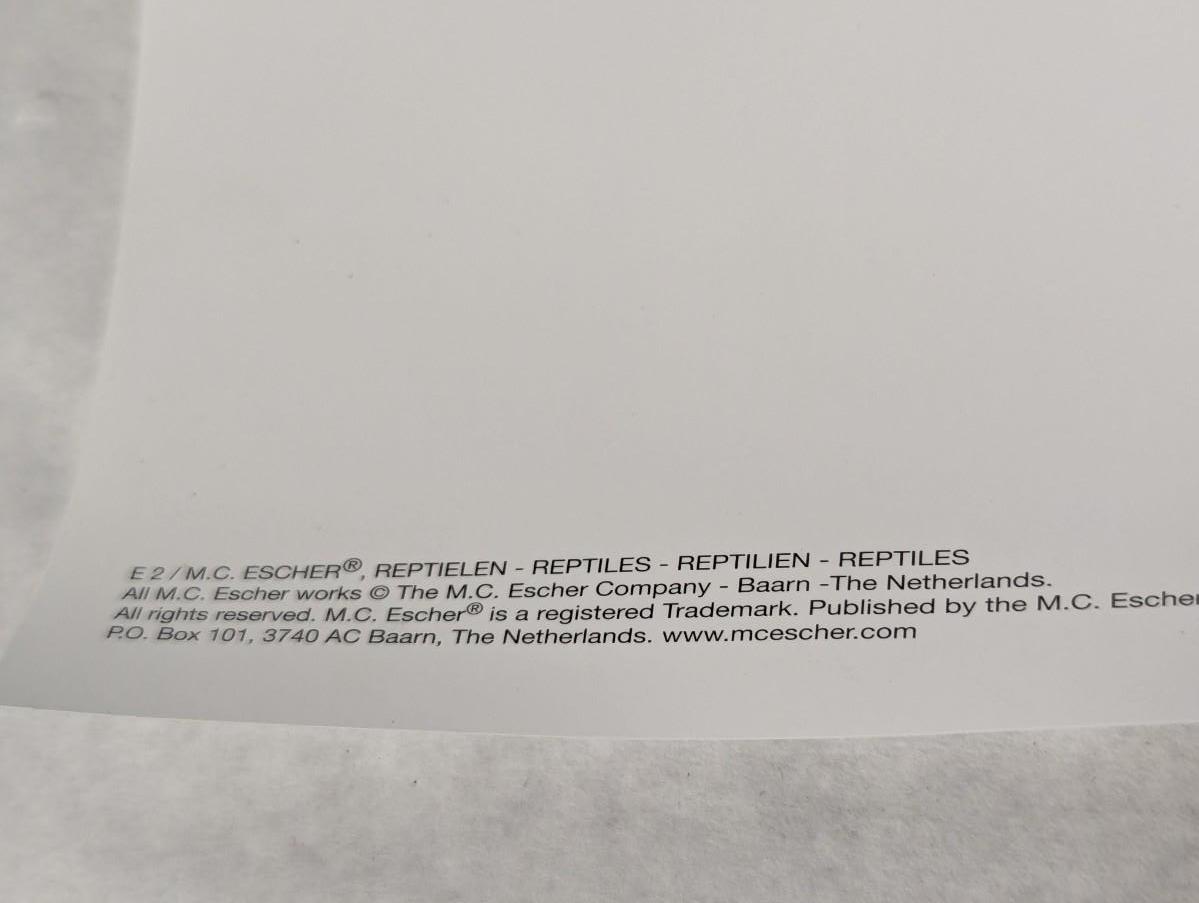 E 2 / M.C. ESCHER®, REPTIELEN - REPTILES - REPTILIEN - REPTILES
All M.C. Escher works © The M.C. Escher Company - Baarn -The Netherlands.
All rights reserved. M.C. Escher® is a registered Trademark. Published by the M.C. Escher
P.O. Box 101, 3740 AC Baarn, The Netherlands. www.mcescher.com